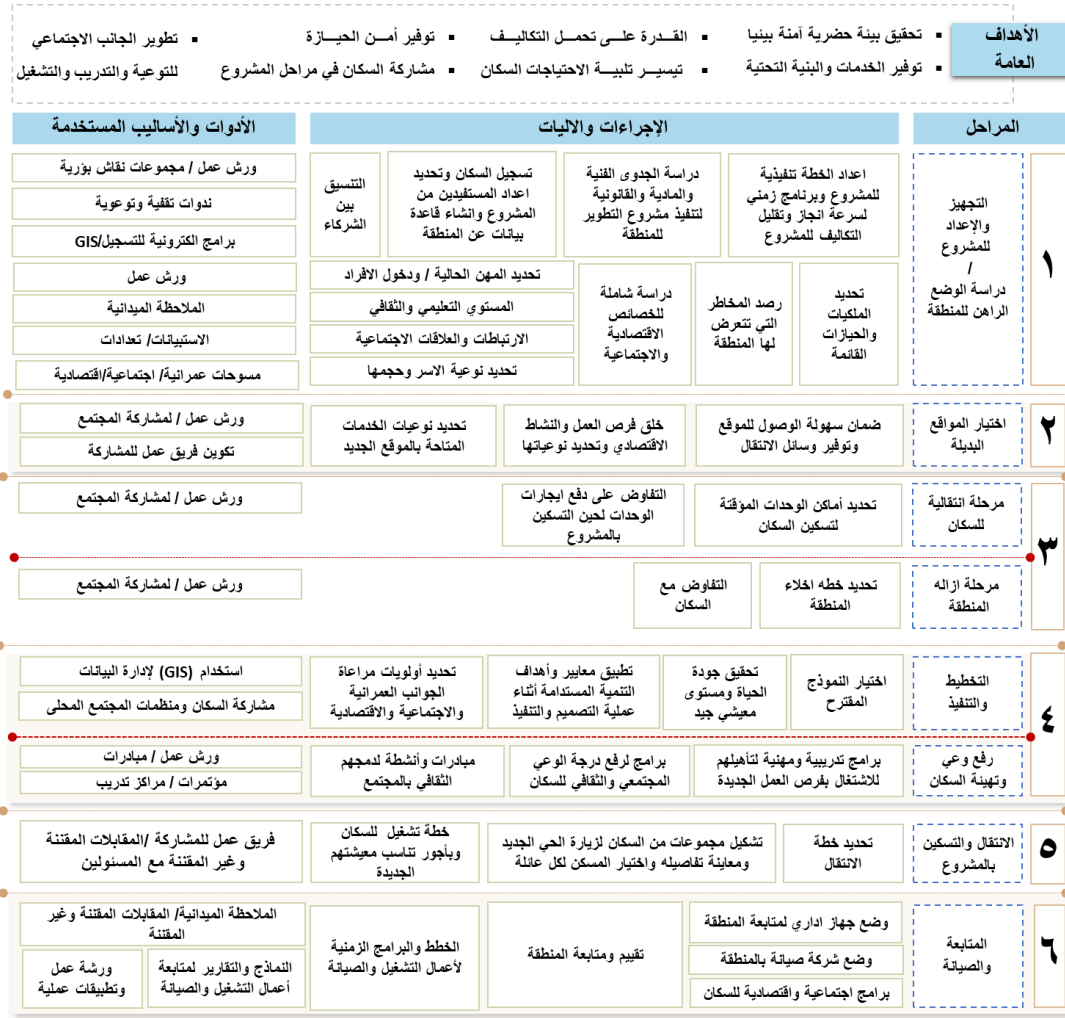 الأهداف
العامة
تحقيق بيئة حضرية آمنة بينيا
توفير الخدمات والبنية التحتية
القـــدرة علـــى تحمـــل التكاليـــف
تيسيـــر تلبيـــة الاحتياجات السكان
توفير أمـــن الحيـــازة
مشاركة السكان في مراحل المشروع
تطوير الجانب الاجتماعي
للتوعية والتدريب والتشغيل
المراحل
الإجراءات والاليات
الأدوات والأساليب المستخدمة
١
التجهيز
والإعداد
للمشروع
/
دراسة الوضع
الراهن للمنطقة
اعداد الخطة تنفيذية
للمشروع وبرنامج زمني
لسرعة انجاز وتقليل
التكاليف للمشروع
دراسة الجدوى الفنية
والمادية والقانونية
لتنفيذ مشروع التطوير
للمنطقة
تسجيل السكان وتحديد
اعداد المستفيدين من
المشروع وانشاء قاعدة
بيانات عن المنطقة
التنسيق
بين
الشركاء
تحديد
الملكيات
والحيازات
القائمة
رصد المخاطر
التي تتعرض
لها المنطقة
دراسة شاملة
للخصائص
الاقتصادية
والاجتماعية
تحديد المهن الحالية / ودخول الافراد
المستوي التعليمي والثقافي
الارتباطات والعلاقات الاجتماعية
تحديد نوعية الاسر وحجمها
ورش عمل / مجموعات نقاش بؤرية
ندوات تقفية وتوعوية
برامج الكترونية للتسجيل/GIS
ورش عمل
الملاحظة الميدانية
الاستبيانات/ تعدادات
مسوحات عمرانية/ اجتماعية/اقتصادية
٢
اختيار المواقع
البديلة
ضمان سهولة الوصول للموقع
وتوفير وسائل الانتقال
خلق فرص العمل والنشاط
الاقتصادي وتحديد نوعياتها
تحديد نوعيات الخدمات
المتاحة بالموقع الجديد
ورش عمل / لمشاركة المجتمع
تكوين فريق عمل للمشاركة
٣
مرحلة انتقالية
للسكان
تحديد أماكن الوحدات المؤقتة
لتسكين السكان
التفاوض على دفع ايجارات
الوحدات لحين التسكين
بالمشروع
ورش عمل / لمشاركة المجتمع
مرحلة ازاله
المنطقة
تحديد خطه اخلاء
المنطقة
التفاوض مع
السكان
ورش عمل / لمشاركة المجتمع
٤
التخطيط
والتنفيذ
اختيار النموذج
المقترح
تحقيق جودة
الحياة ومستوى
معيشي جيد
تطبيق معايير وأهداف
التنمية المستدامة أثناء
عملية التصميم والتنفيذ
تحديد أولويات مراعاة
الجوانب العمرانية
والاجتماعية والاقتصادية
استخدام (GIS) لإدارة البيانات
مشاركة السكان ومنظمات المجتمع المحلى
رفع وعي
وتهيئة السكان
برامج تدريبية ومهنية لتأهيلهم
للاشتغال بفرص العمل الجديدة
برامج لرفع درجة الوعي
المجتمعي والثقافي للسكان
مبادرات وأنشطة لدمجهم
الثقافي بالمجتمع
ورش عمل / مبادرات
مؤتمرات / مراكز تدريب
٥
الانتقال والتسكين
بالمشروع
تحديد خطة
الانتقال
تشكيل مجموعات من السكان لزيارة الحي الجديد
ومعاينة تفاصيله واختيار المسكن لكل عائلة
خطة تشغيل للسكان
وبأجور تناسب معيشتهم
الجديدة
فريق عمل للمشاركة /المقابلات المقننة
وغير المقننة مع المسئولين
٦
المتابعة
والصيانة
وضع جهاز اداري لمتابعة المنطقة
وضع شركة صيانة بالمنطقة
برامج اجتماعية واقتصادية للسكان
تقييم ومتابعة المنطقة
الخطط والبرامج الزمنية
لأعمال التشغيل والصيانة
الملاحظة الميدانية/ المقابلات المقننة وغير
المقننة
النماذج والتقارير لمتابعة
أعمال التشغيل والصيانة
ورشة عمل
وتطبيقات عملية